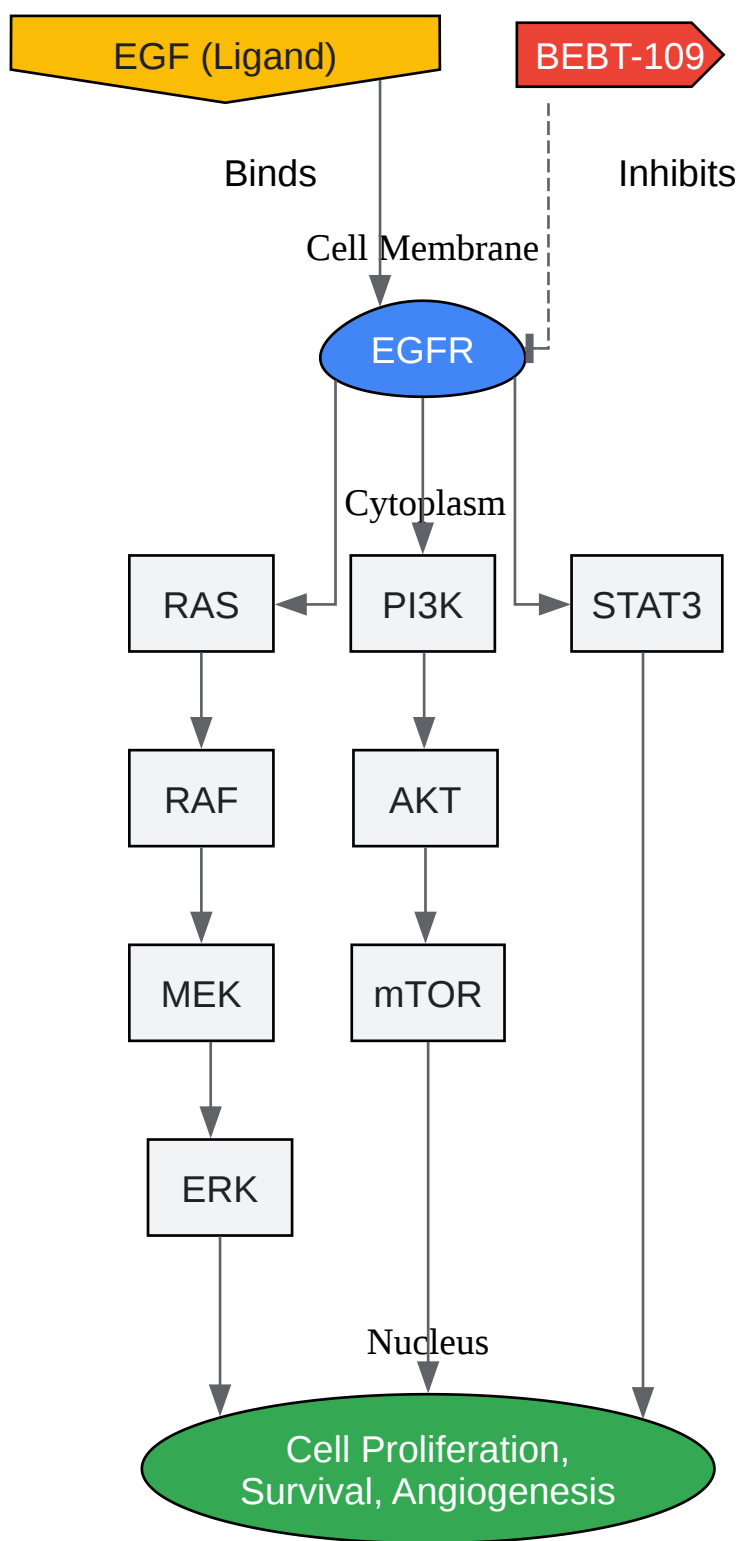 EGF (Ligand)
BEBT-109
Binds
Inhibits
Cell Membrane
EGFR
Cytoplasm
RAS
PI3K
STAT3
RAF
AKT
MEK
mTOR
ERK
Nucleus
Cell Proliferation,
Survival, Angiogenesis